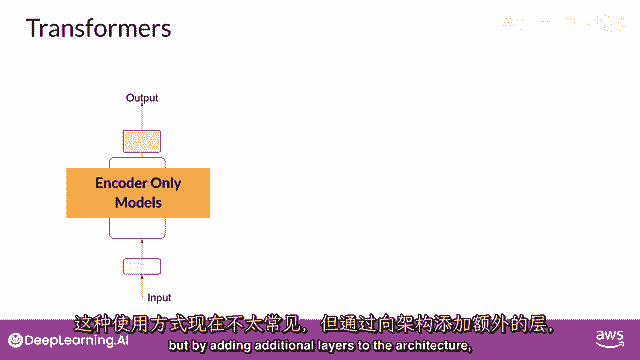 Transformers
Output
Encoder Only
Models
Input
这种使用方式现在不太常见，但通过向架构添加额外的层，
but by adding additional layers to the architecture,
DeepLearning.AI
aws